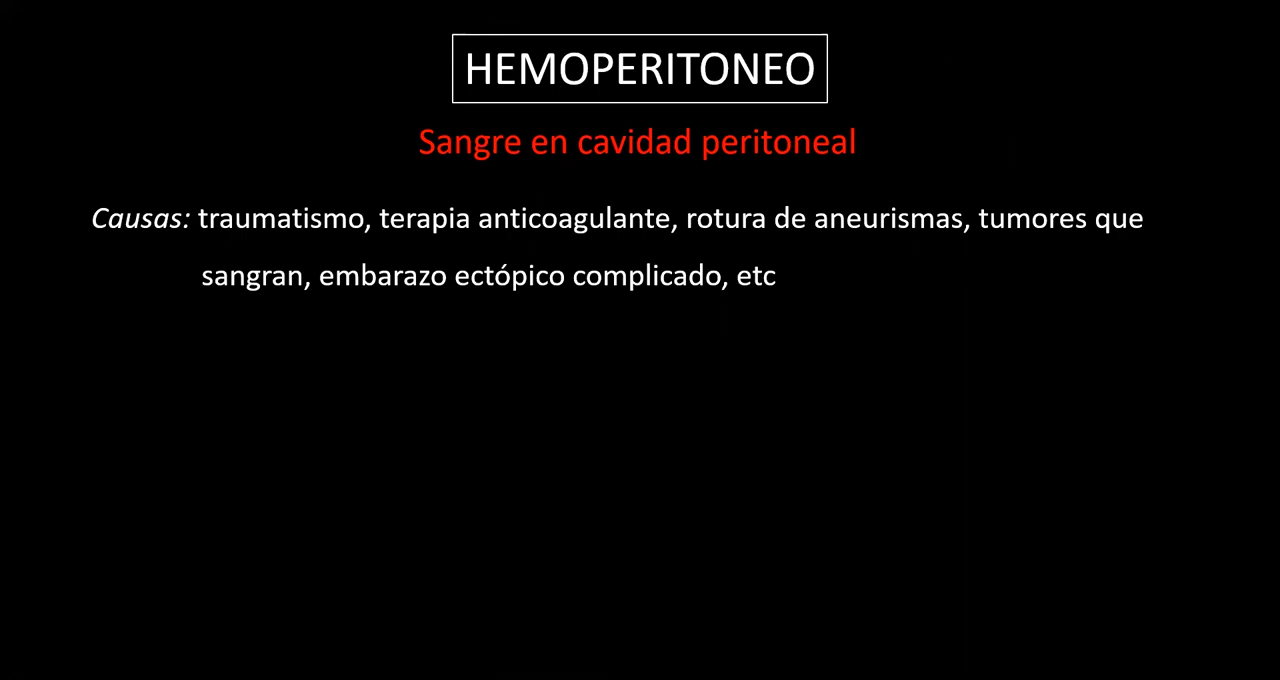 HEMOPERITONEO
Sangre en cavidad peritoneal
Causas: traumatismo, terapia anticoagulante, rotura de aneurismas, tumores que
sangran, embarazo ectópico complicado, etc